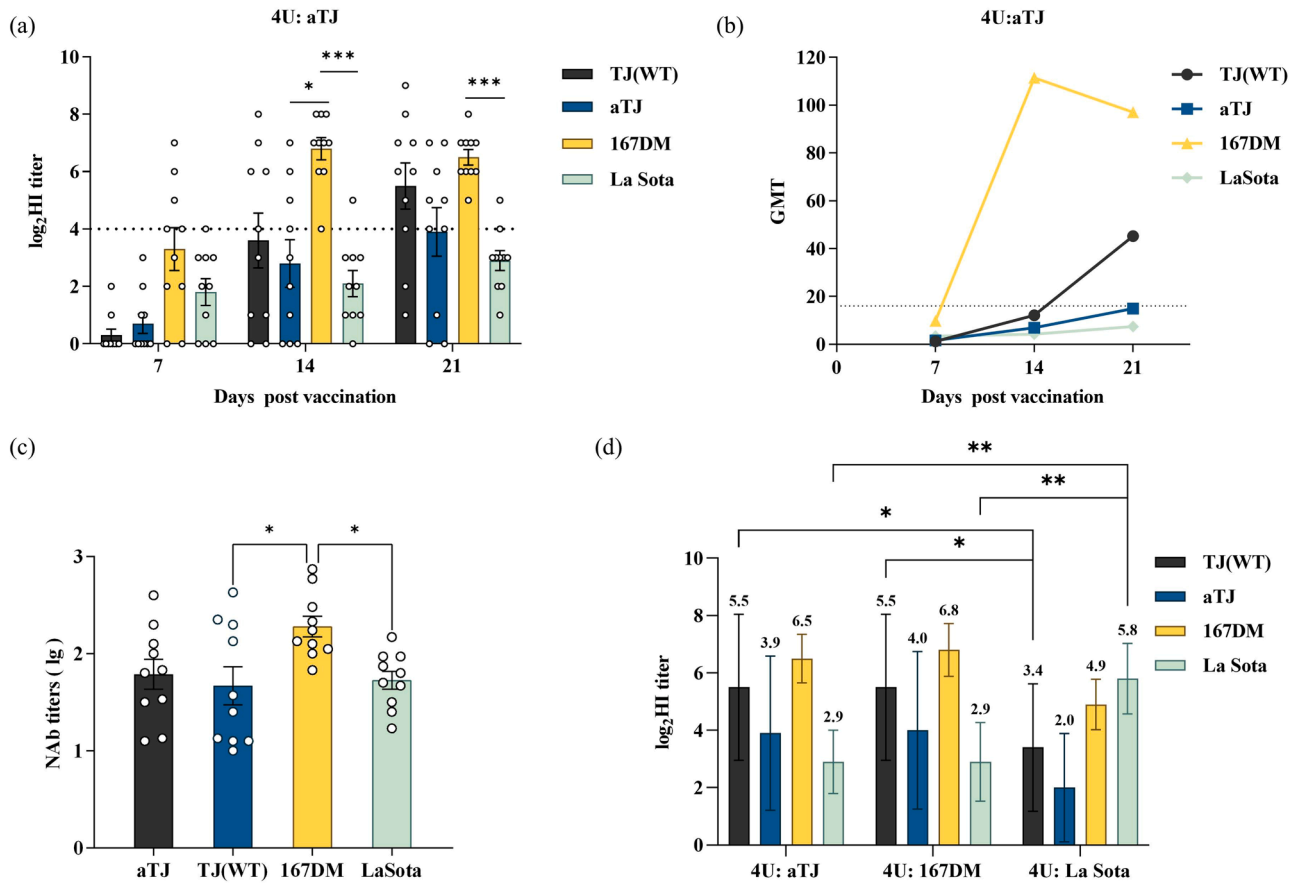 (a)
4U: aTJ
log₂HI titer
10
8
6
4
2
0
7
14
21
Days post vaccination
*
***
***
TJ(WT)
aTJ
167DM
La Sota
(b)
4U:aTJ
GMT
120
100
80
60
40
20
0
0
7
14
21
Days post vaccination
TJ(WT)
aTJ
167DM
LaSota
(c)
NAb titers ( lg )
3
2
1
0
*
*
aTJ
TJ(WT)
167DM
LaSota
(d)
**
**
*
*
log₂HI titer
10
8
6
4
2
0
5.5
3.9
6.5
2.9
5.5
4.0
6.8
2.9
3.4
2.0
4.9
5.8
4U: aTJ
4U: 167DM
4U: La Sota
TJ(WT)
aTJ
167DM
La Sota